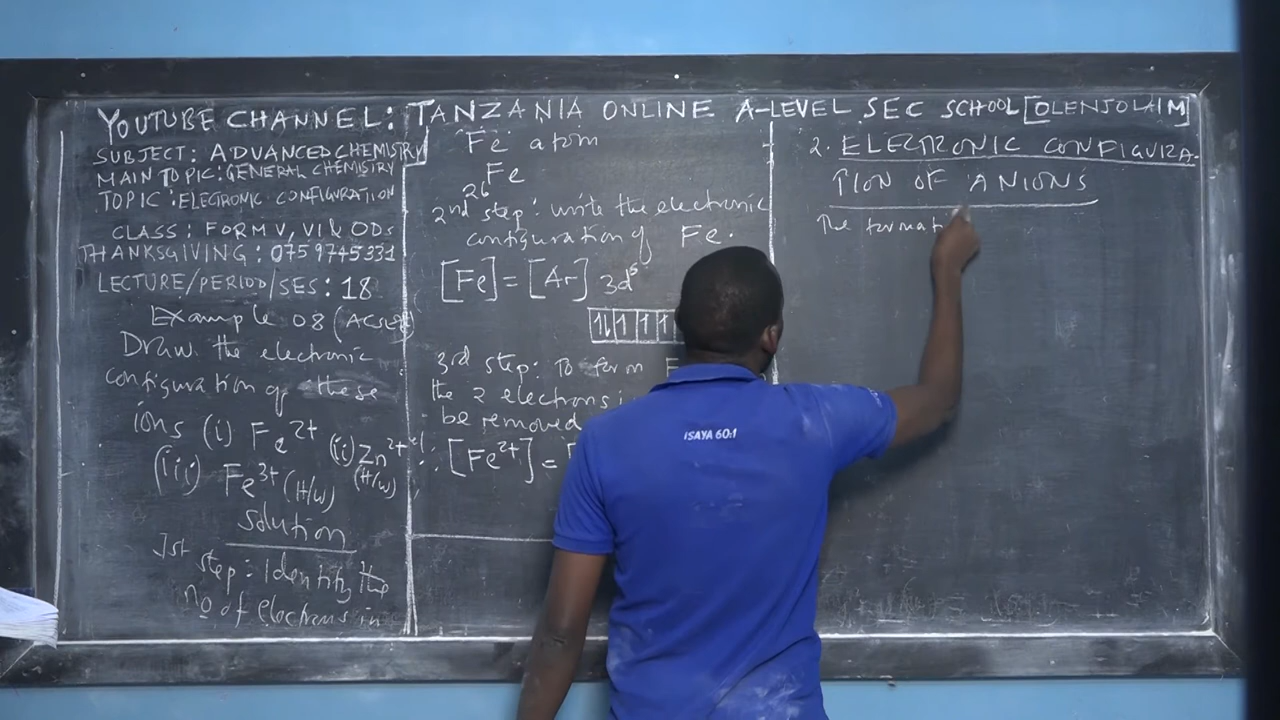 YOUTUBE CHANNEL: TANZANIA ONLINE A-LEVEL SEC SCHOOL [OLENJOLAIM]
SUBJECT: ADVANCED CHEMISTRY
MAIN TOPIC: GENERAL CHEMISTRY
TOPIC: ELECTRONIC CONFIGURATION
CLASS: FORM V, VI & ODs
THANKSGIVING: 0759745331
LECTURE/PERIOD/SES: 18
Example 08 (
Draw the electronic
configuration of these
ions (i) Fe²⁺ (ii) Zn²⁺
(iii) Fe³⁺ (H/W) (H/W)
solution
1st step: Identify the
no of electrons in
Fe atom
₂₆Fe
2nd step: write the electronic
configuration of Fe.
[Fe] = [Ar] 3d⁶
3rd step: To form
the 2 electrons
be removed
∴ [Fe²⁺] =
2. ELECTRONIC CONFIGURA-
TION OF ANIONS
The format
ISAYA 60:1